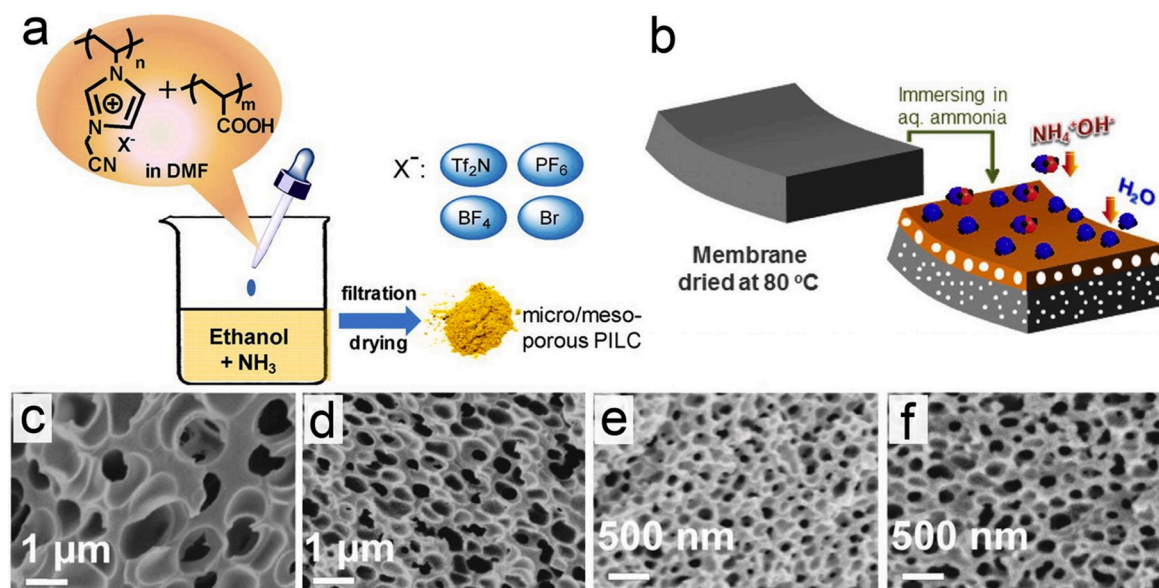 a
N
n
+
m
⊕
N
COOH
X-
CN
in DMF
X⁻:
Tf₂N
PF₆
BF₄
Br
Ethanol
+ NH₃
filtration
drying
micro/meso-
porous PILC
b
Immersing in
aq. ammonia
NH₄⁺OH⁻
H₂O
Membrane
dried at 80 ºC
c
1 µm
d
1 µm
e
500 nm
f
500 nm